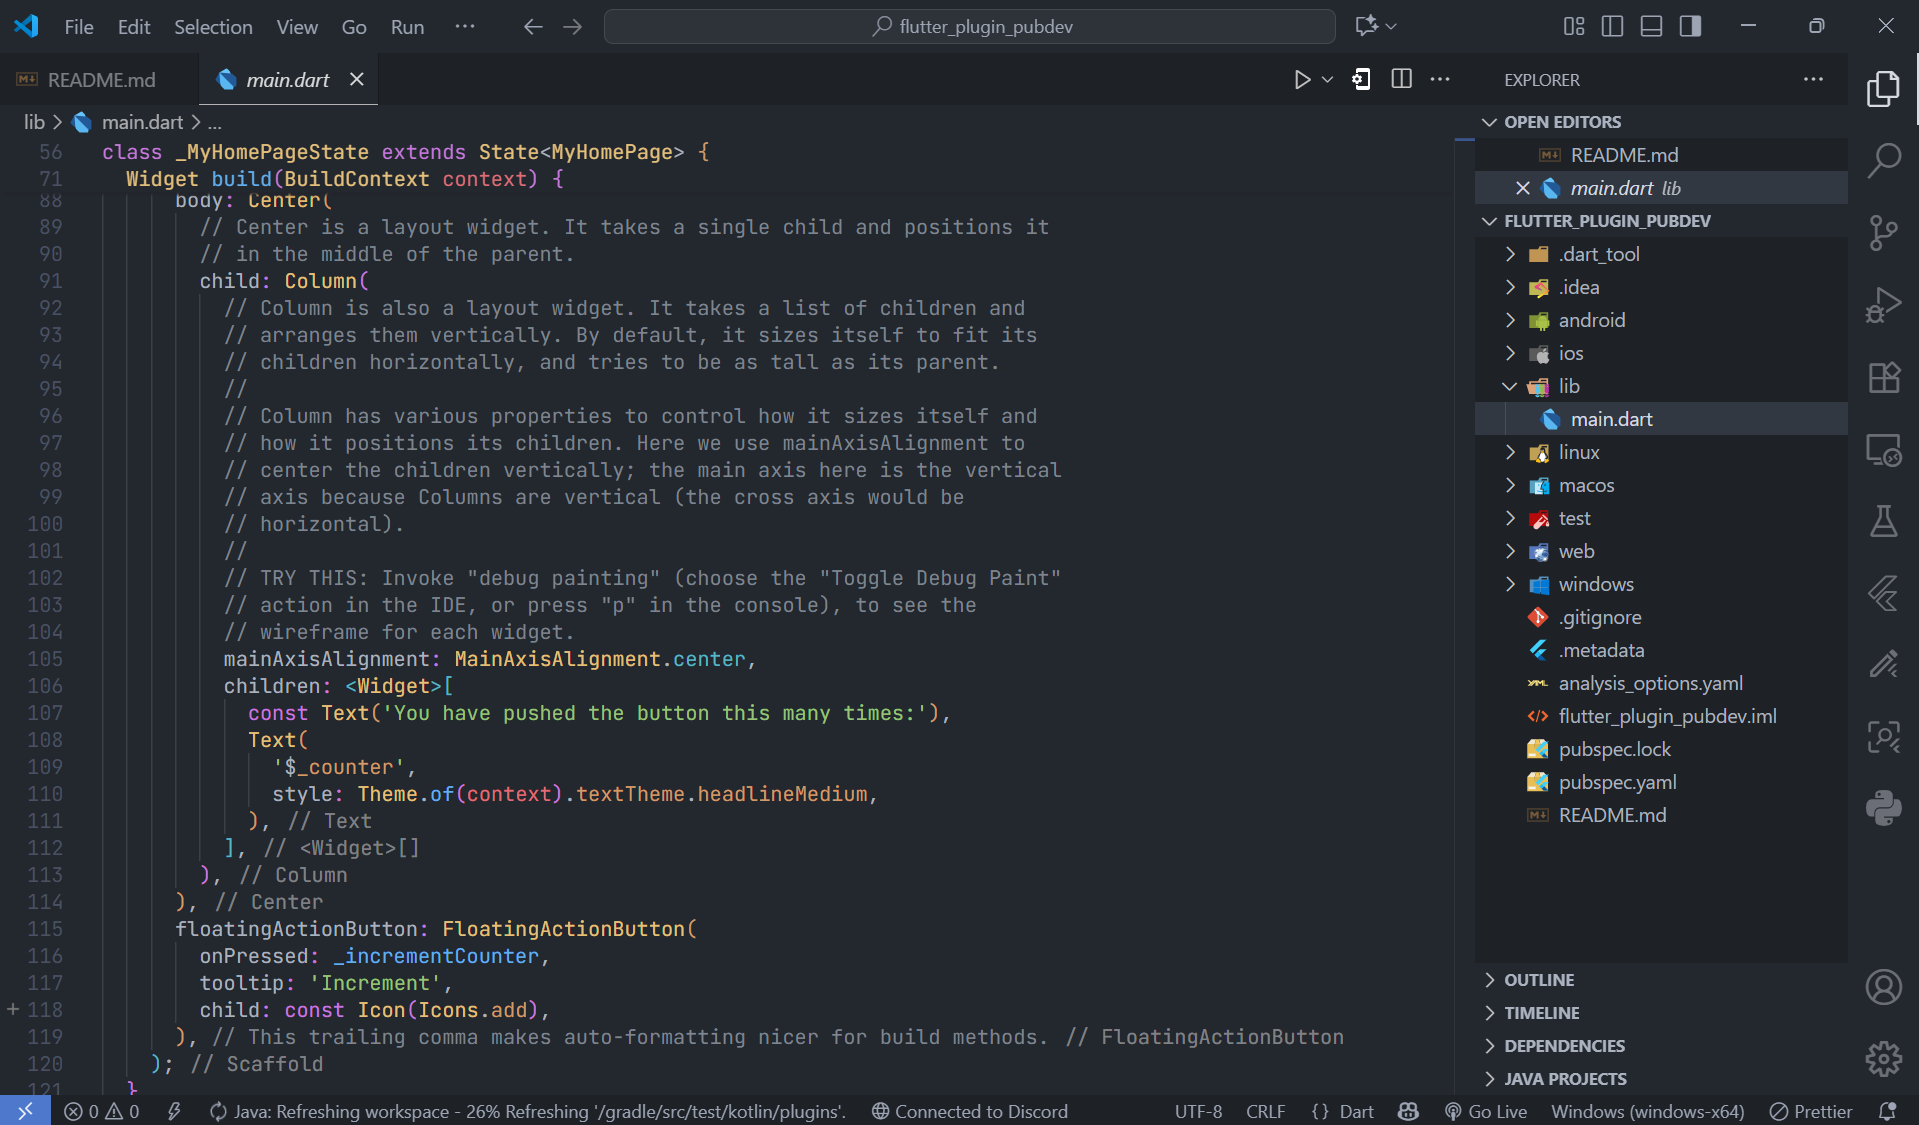 File Edit Selection View Go Run ··· flutter_plugin_pubdev
README.md
main.dart
lib > main.dart > ...
56 class _MyHomePageState extends State<MyHomePage> {
71 Widget build(BuildContext context) {
88 body: Center(
89 // Center is a layout widget. It takes a single child and positions it
90 // in the middle of the parent.
91 child: Column(
92 // Column is also a layout widget. It takes a list of children and
93 // arranges them vertically. By default, it sizes itself to fit its
94 // children horizontally, and tries to be as tall as its parent.
95 //
96 // Column has various properties to control how it sizes itself and
97 // how it positions its children. Here we use mainAxisAlignment to
98 // center the children vertically; the main axis here is the vertical
99 // axis because Columns are vertical (the cross axis would be
100 // horizontal).
101 //
102 // TRY THIS: Invoke "debug painting" (choose the "Toggle Debug Paint"
103 // action in the IDE, or press "p" in the console), to see the
104 // wireframe for each widget.
105 mainAxisAlignment: MainAxisAlignment.center,
106 children: <Widget>[
107 const Text('You have pushed the button this many times:'),
108 Text(
109 '$_counter',
110 style: Theme.of(context).textTheme.headlineMedium,
111 ), // Text
112 ], // <Widget>[]
113 ), // Column
114 ), // Center
115 floatingActionButton: FloatingActionButton(
116 onPressed: _incrementCounter,
117 tooltip: 'Increment',
118 child: const Icon(Icons.add),
119 ), // This trailing comma makes auto-formatting nicer for build methods. // FloatingActionButton
120 ); // Scaffold
121 }
EXPLORER
OPEN EDITORS
README.md
main.dart lib
FLUTTER_PLUGIN_PUBDEV
.dart_tool
.idea
android
ios
lib
main.dart
linux
macos
test
web
windows
.gitignore
.metadata
analysis_options.yaml
flutter_plugin_pubdev.iml
pubspec.lock
pubspec.yaml
README.md
OUTLINE
TIMELINE
DEPENDENCIES
JAVA PROJECTS
0 0 Java: Refreshing workspace - 26% Refreshing '/gradle/src/test/kotlin/plugins'. Connected to Discord UTF-8 CRLF {} Dart Go Live Windows (windows-x64) Prettier